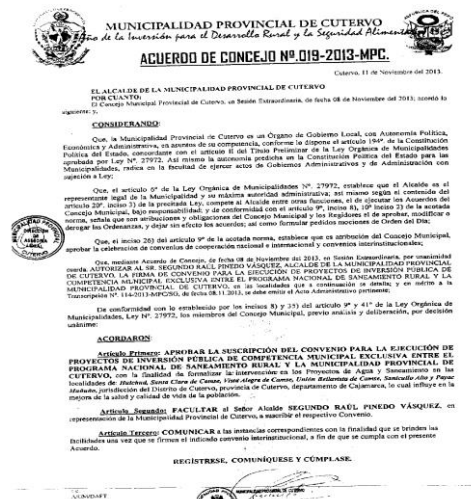 MUNICIPALIDAD PROVINCIAL DE CUTERVO
Año de la Inversión para el Desarrollo Rural y la Seguridad Alimentaria
ACUERDO DE CONCEJO Nº.019-2013-MPC.
Cutervo, 11 de Noviembre del 2013.
EL ALCALDE DE LA MUNICIPALIDAD PROVINCIAL DE CUTERVO
POR CUANTO:
El Concejo Municipal Provincial de Cutervo, en Sesión Extraordinaria, de fecha 08 de Noviembre del 2013; acordó lo
siguiente; y,
CONSIDERANDO:
Que, la Municipalidad Provincial de Cutervo es un Órgano de Gobierno Local, con Autonomía Política,
Económica y Administrativa, en asuntos de su competencia, conforme lo dispone el artículo 194º. de la Constitución
Política del Estado, concordante con el artículo II del Título Preliminar de la Ley Orgánica de Municipalidades
aprobada por Ley Nº. 27972. Así mismo la autonomía predicha en la Constitución Política del Estado para las
Municipalidades, radica en la facultad de ejercer actos de Gobiernos Administrativos y de Administración con
sujeción a Ley;
Que, el artículo 6º de la Ley Orgánica de Municipalidades Nº. 27972, establece que el Alcalde es el
representante legal de la Municipalidad y su máxima autoridad administrativa; así mismo según el contenido del
artículo 20º, inciso 3) de la precitada Ley, compete al Alcalde entre otras funciones, el de ejecutar los Acuerdos del
Concejo Municipal, bajo responsabilidad; y de conformidad con el artículo 9º, inciso 8), 10º inciso 2) de la acotada
norma, señala que son atribuciones y obligaciones del Concejo Municipal y los Regidores el de aprobar, modificar o
derogar las Ordenanzas, y dejar sin efecto los acuerdos; así como formular pedidos mociones de Orden del Día;
Que, el inciso 26) del artículo 9º de la acotada norma, establece que es atribución del Concejo Municipal,
aprobar la celebración de convenios de cooperación nacional e internacional y convenios interinstitucionales;
Que, mediante Acuerdo de Concejo, de fecha 08 de Noviembre del 2013, en Sesión Extraordinaria, por unanimidad
acordó AUTORIZAR AL SR. SEGUNDO RAÚL PINEDO VÁSQUEZ, ALCALDE DE LA MUNICIPALIDAD PROVINCIAL
DE CUTERVO, LA FIRMA DE CONVENIO PARA LA EJECUCIÓN DE PROYECTOS DE INVERSIÓN PÚBLICA DE
COMPETENCIA MUNICIPAL EXCLUSIVA ENTRE EL PROGRAMA NACIONAL DE SANEAMIENTO RURAL Y LA
MUNICIPALIDAD PROVINCIAL DE CUTERVO, en las localidades que a continuación se detalla; y en mérito a la
Transcripción Nº. 114-2013-MPC/SG, de fecha 08.11.2013, se debe emitir el Acto Administrativo pertinente;
De conformidad con lo establecido por los incisos 8) y 35) del artículo 9º y 41º de la Ley Orgánica de
Municipalidades, Ley Nº. 27972, los miembros del Concejo Municipal, previo análisis y deliberación, por decisión
unánime:
ACORDARON:
Artículo Primero: APROBAR LA SUSCRIPCIÓN DEL CONVENIO PARA LA EJECUCIÓN DE
PROYECTOS DE INVERSIÓN PÚBLICA DE COMPETENCIA MUNICIPAL EXCLUSIVA ENTRE EL
PROGRAMA NACIONAL DE SANEAMIENTO RURAL Y LA MUNICIPALIDAD PROVINCIAL DE
CUTERVO, con la finalidad de formalizar la intervención en los Proyectos de Agua y Saneamiento en las
localidades de: Santa Clara de Camse, Vista Alegre de Camse, Unión Bellavista de Camse, Sanicullo Alto y Payac
jurisdicción del Distrito de Cutervo, provincia de Cutervo, departamento de Cajamarca, lo cual influye en la
mejora de la salud y calidad de vida de la población.
Artículo Segundo: FACULTAR al Señor Alcalde SEGUNDO RAÚL PINEDO VÁSQUEZ, en
representación de la Municipalidad Provincial de Cutervo, a suscribir el respectivo Convenio.
Artículo Tercero: COMUNICAR a las instancias correspondientes con la finalidad que se brinden las
facilidades una vez que se firmen el indicado convenio interinstitucional, a fin de que se cumpla con el presente
Acuerdo.
REGÍSTRESE, COMUNÍQUESE Y CÚMPLASE.